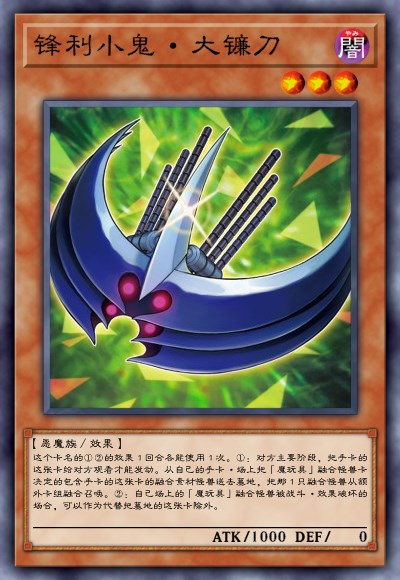 锋利小鬼・大镰刀
やみ
闇
【恶魔族/效果】
这个卡名的①②的效果1回合各能使用1次。①：对方主要阶段，把手卡的
这张卡给对方观看才能发动。从自己的手卡・场上把「魔玩具」融合怪兽卡
决定的包含手卡的这张卡的融合素材怪兽送去墓地，把那1只融合怪兽从额
外卡组融合召唤。②：自己场上的「魔玩具」融合怪兽被战斗・效果破坏的
场合，可以作为代替把墓地的这张卡除外。
ATK/1000 DEF/ 0